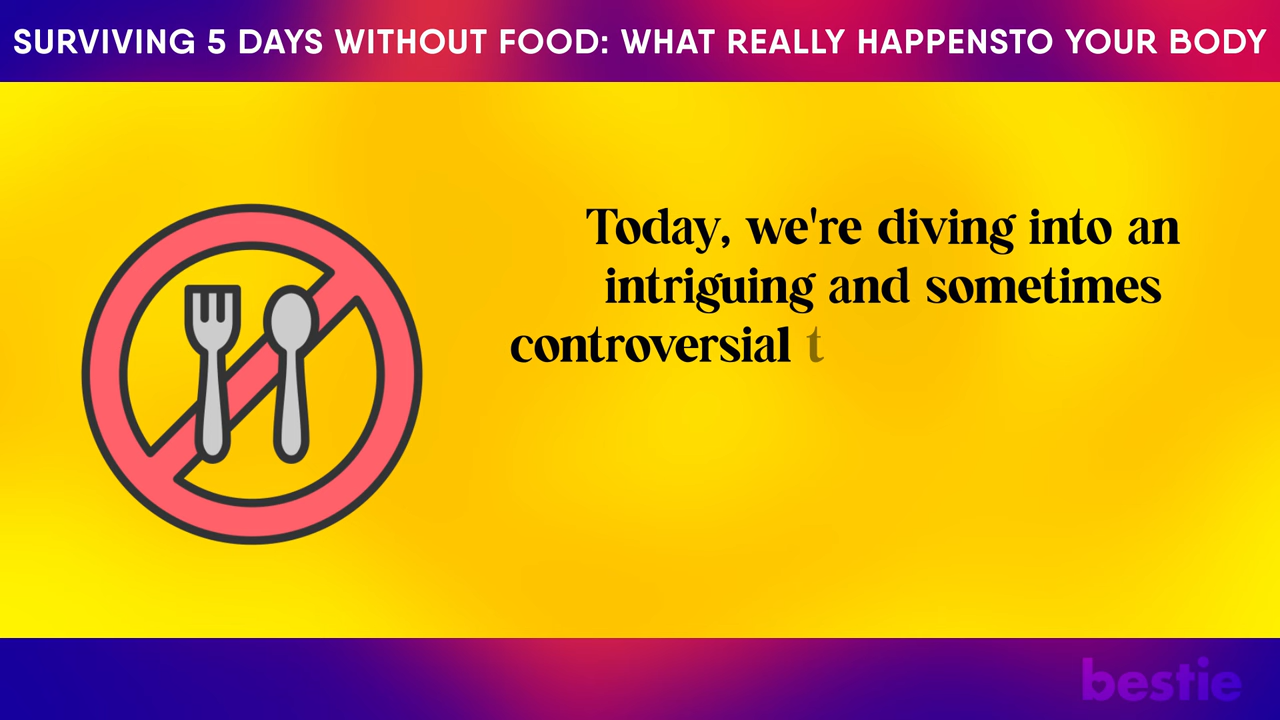 SURVIVING 5 DAYS WITHOUT FOOD: WHAT REALLY HAPPENSTO YOUR BODY
Today, we're diving into an
intriguing and sometimes
controversial t
bestie